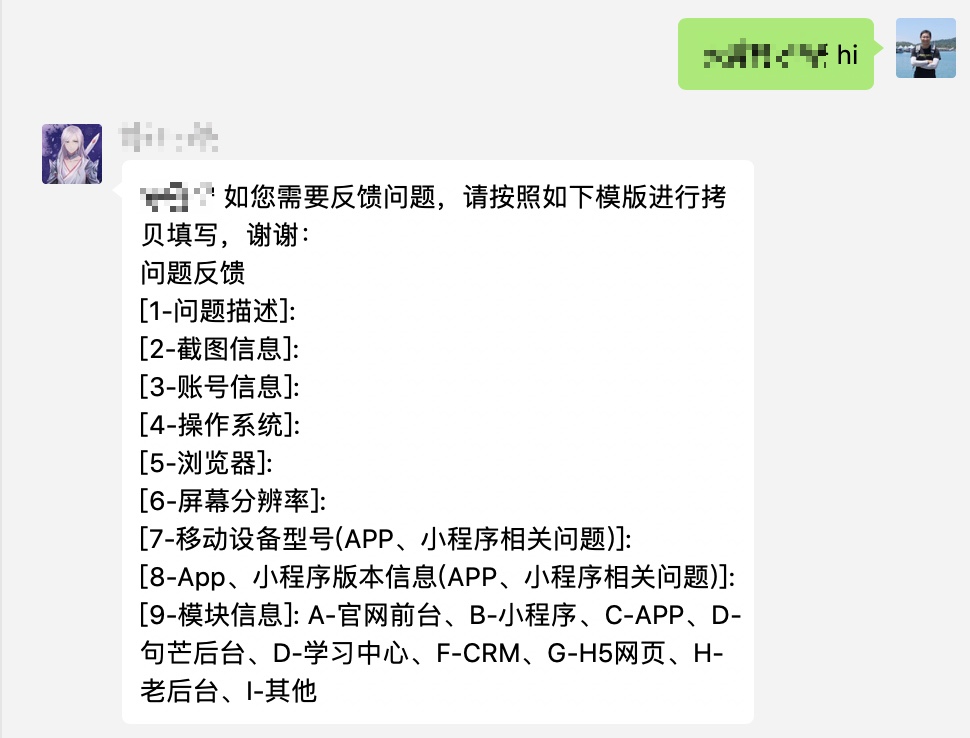 hi
如您需要反馈问题，请按照如下模版进行拷
贝填写，谢谢：
问题反馈
[1-问题描述]:
[2-截图信息]:
[3-账号信息]:
[4-操作系统]:
[5-浏览器]:
[6-屏幕分辨率]:
[7-移动设备型号(APP、小程序相关问题)]:
[8-App、小程序版本信息(APP、小程序相关问题)]:
[9-模块信息]: A-官网前台、B-小程序、C-APP、D-
句芒后台、D-学习中心、F-CRM、G-H5网页、H-
老后台、I-其他